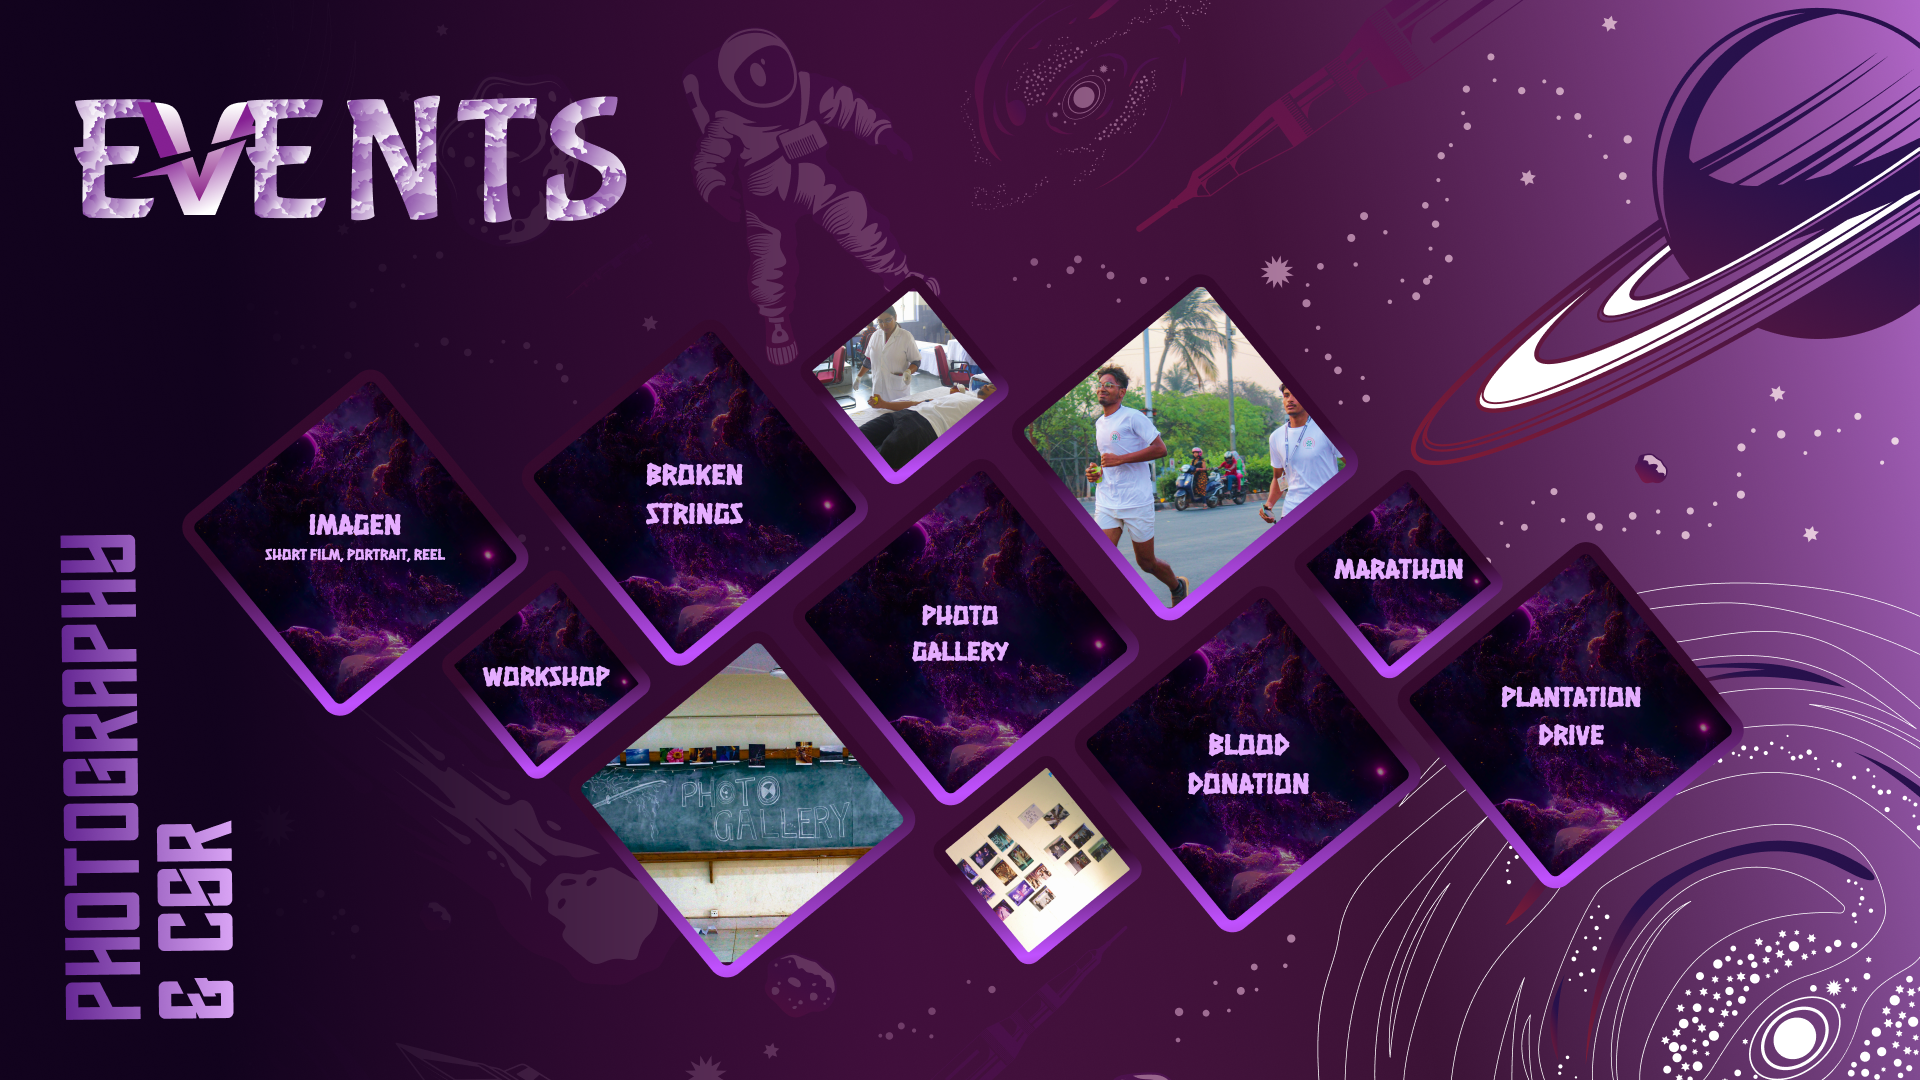 EVENTS
PHOTOGRAPHY
& CSR
IMAGEN
SHORT FILM, PORTRAIT, REEL
WORKSHOP
BROKEN
STRINGS
PHOTO
GALLERY
PHOTO
GALLERY
BLOOD
DONATION
MARATHON
PLANTATION
DRIVE